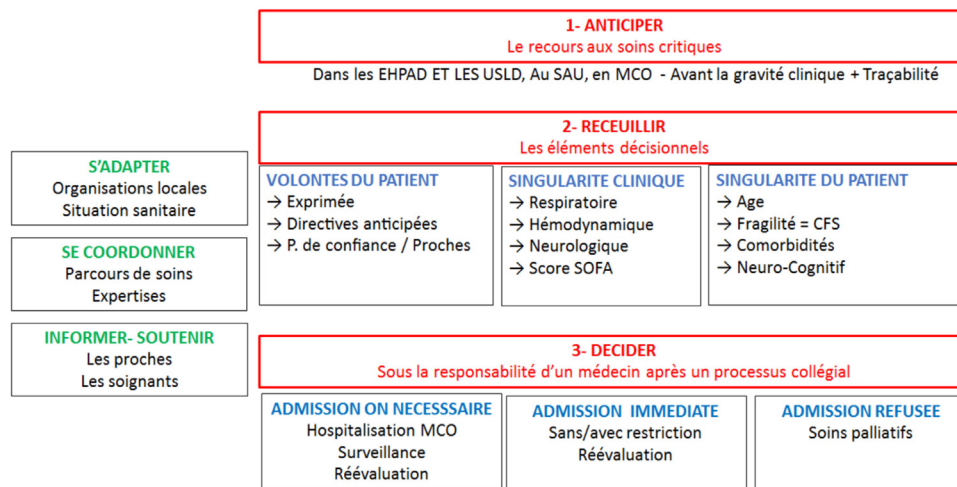 1- ANTICIPER
Le recours aux soins critiques
Dans les EHPAD ET LES USLD, Au SAU, en MCO - Avant la gravité clinique + Traçabilité
2- RECEUILLIR
Les éléments décisionnels
S'ADAPTER
Organisations locales
Situation sanitaire
SE COORDONNER
Parcours de soins
Expertises
INFORMER- SOUTENIR
Les proches
Les soignants
VOLONTES DU PATIENT
→ Exprimée
→ Directives anticipées
→ P. de confiance / Proches
SINGULARITE CLINIQUE
→ Respiratoire
→ Hémodynamique
→ Neurologique
→ Score SOFA
SINGULARITE DU PATIENT
→ Age
→ Fragilité = CFS
→ Comorbidités
→ Neuro-Cognitif
3- DECIDER
Sous la responsabilité d'un médecin après un processus collégial
ADMISSION ON NECESSSAIRE
Hospitalisation MCO
Surveillance
Réévaluation
ADMISSION IMMEDIATE
Sans/avec restriction
Réévaluation
ADMISSION REFUSEE
Soins palliatifs